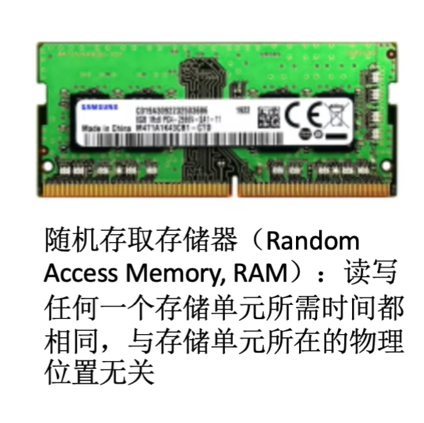 SAMSUNG
Made in China
随机存取存储器（Random
Access Memory, RAM）：读写
任何一个存储单元所需时间都
相同，与存储单元所在的物理
位置无关